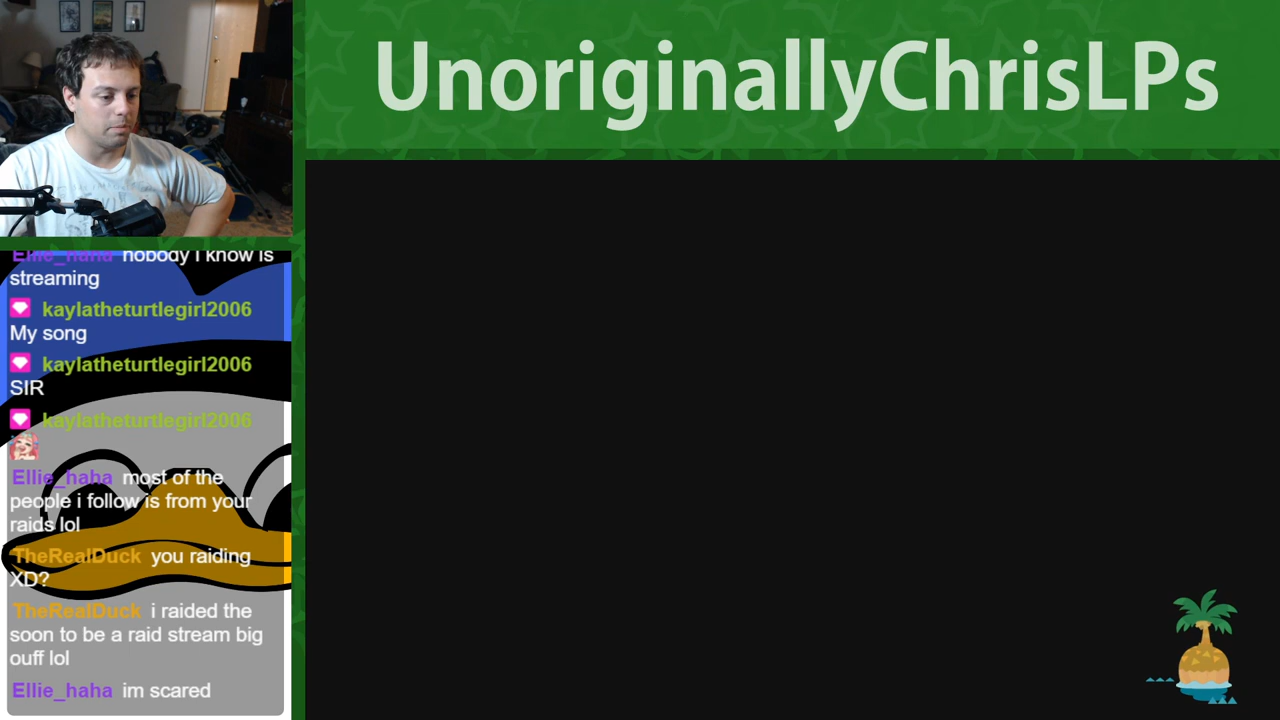 UnoriginallyChrisLPs
Ellie_haha nobody i know is
streaming
kaylatheturtlegirl2006
My song
kaylatheturtlegirl2006
SIR
kaylatheturtlegirl2006
Ellie_haha most of the
people i follow is from your
raids lol
TheRealDuck you raiding
XD?
TheRealDuck i raided the
soon to be a raid stream big
ouff lol
Ellie_haha im scared